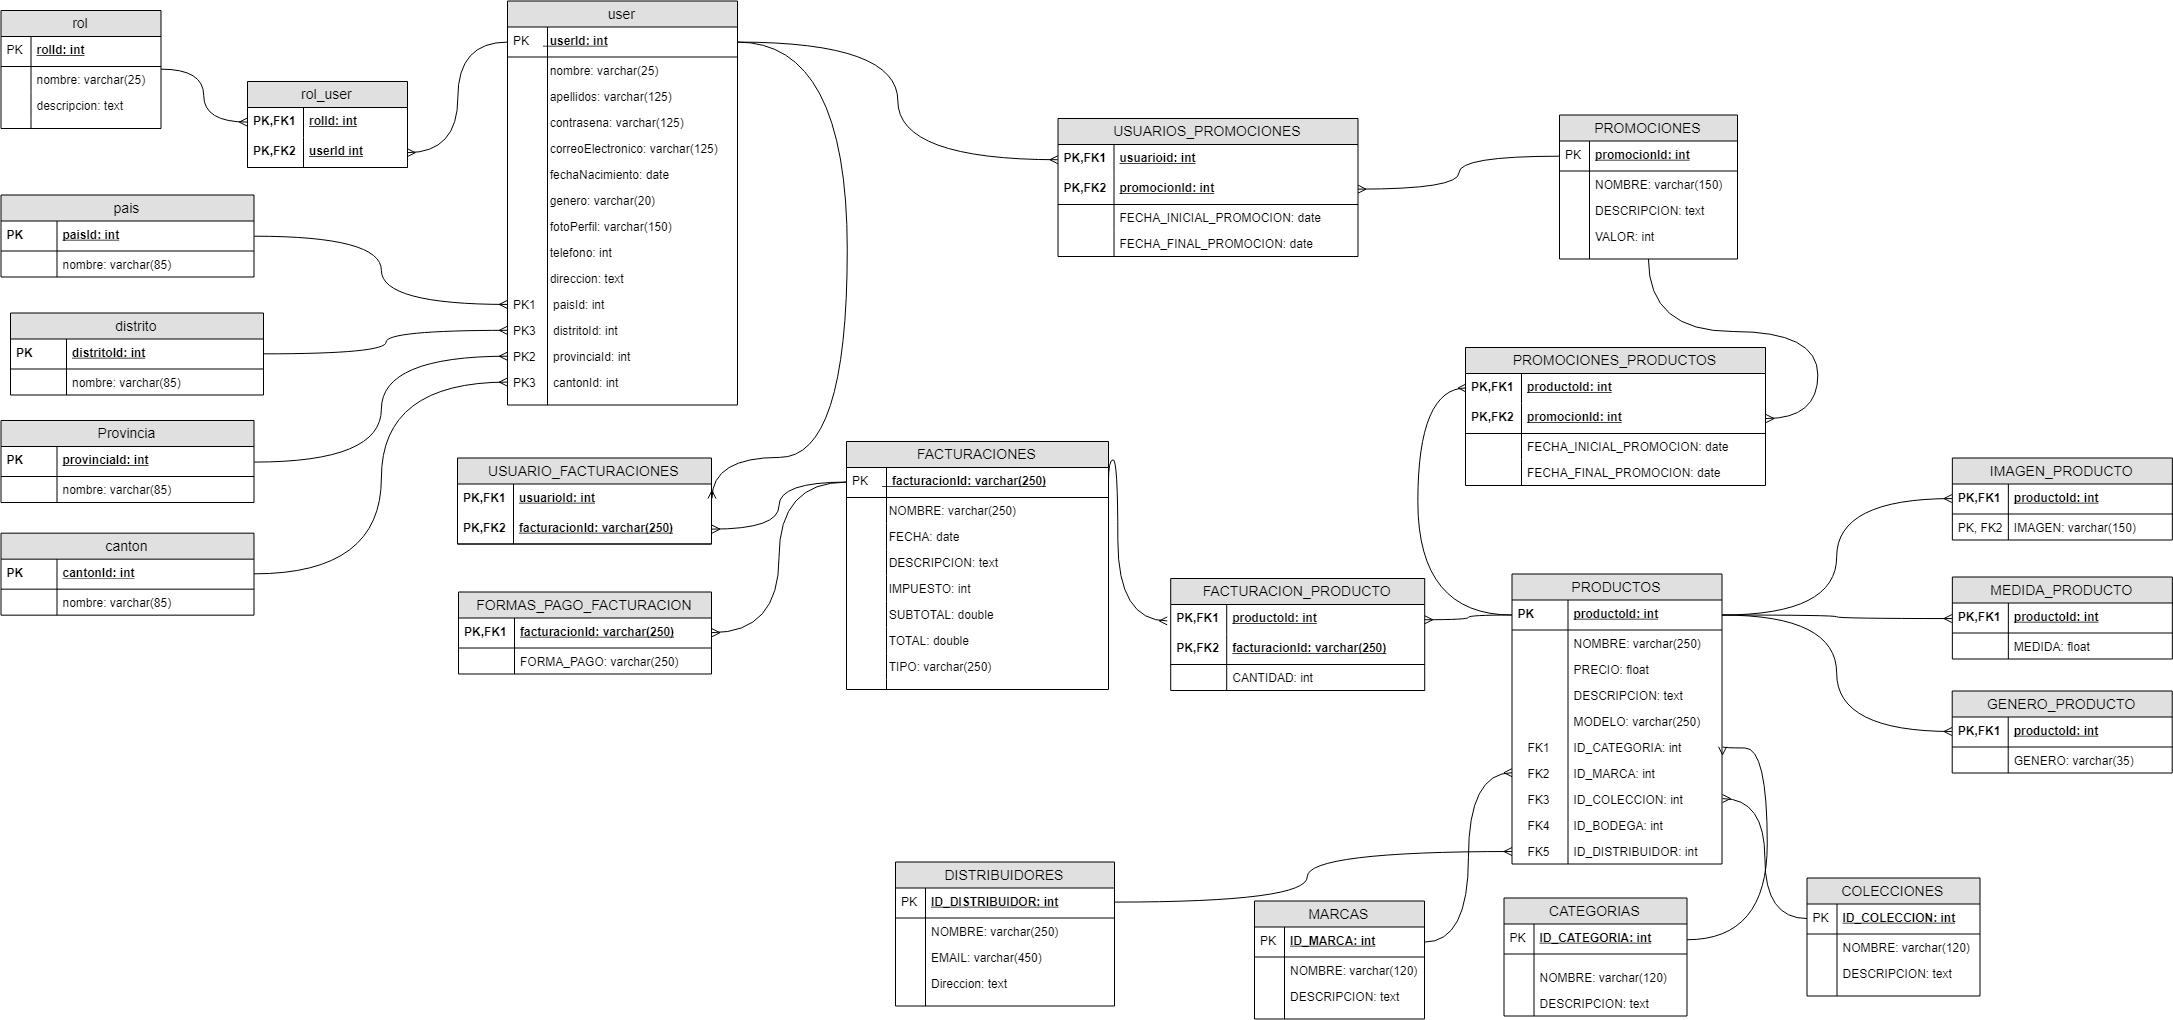 rol
PK rolId: int
nombre: varchar(25)
descripcion: text
rol_user
PK,FK1 rolId: int
PK,FK2 userId int
user
PK userId: int
nombre: varchar(25)
apellidos: varchar(125)
contrasena: varchar(125)
correoElectronico: varchar(125)
fechaNacimiento: date
genero: varchar(20)
fotoPerfil: varchar(150)
telefono: int
direccion: text
PK1 paisId: int
PK3 distritoId: int
PK2 provinciaId: int
PK3 cantonId: int
pais
PK paisId: int
nombre: varchar(85)
distrito
PK distritoId: int
nombre: varchar(85)
Provincia
PK provinciaId: int
nombre: varchar(85)
canton
PK cantonId: int
nombre: varchar(85)
USUARIOS_PROMOCIONES
PK,FK1 usuarioid: int
PK,FK2 promocionId: int
FECHA_INICIAL_PROMOCION: date
FECHA_FINAL_PROMOCION: date
PROMOCIONES
PK promocionId: int
NOMBRE: varchar(150)
DESCRIPCION: text
VALOR: int
PROMOCIONES_PRODUCTOS
PK,FK1 productoId: int
PK,FK2 promocionId: int
FECHA_INICIAL_PROMOCION: date
FECHA_FINAL_PROMOCION: date
USUARIO_FACTURACIONES
PK,FK1 usuarioId: int
PK,FK2 facturacionId: varchar(250)
FORMAS_PAGO_FACTURACION
PK,FK1 facturacionId: varchar(250)
FORMA_PAGO: varchar(250)
FACTURACIONES
PK facturacionId: varchar(250)
NOMBRE: varchar(250)
FECHA: date
DESCRIPCION: text
IMPUESTO: int
SUBTOTAL: double
TOTAL: double
TIPO: varchar(250)
FACTURACION_PRODUCTO
PK,FK1 productoId: int
PK,FK2 facturacionId: varchar(250)
CANTIDAD: int
PRODUCTOS
PK productoId: int
NOMBRE: varchar(250)
PRECIO: float
DESCRIPCION: text
MODELO: varchar(250)
FK1 ID_CATEGORIA: int
FK2 ID_MARCA: int
FK3 ID_COLECCION: int
FK4 ID_BODEGA: int
FK5 ID_DISTRIBUIDOR: int
IMAGEN_PRODUCTO
PK,FK1 productoId: int
PK, FK2 IMAGEN: varchar(150)
MEDIDA_PRODUCTO
PK,FK1 productoId: int
MEDIDA: float
GENERO_PRODUCTO
PK,FK1 productoId: int
GENERO: varchar(35)
DISTRIBUIDORES
PK ID_DISTRIBUIDOR: int
NOMBRE: varchar(250)
EMAIL: varchar(450)
Direccion: text
MARCAS
PK ID_MARCA: int
NOMBRE: varchar(120)
DESCRIPCION: text
CATEGORIAS
PK ID_CATEGORIA: int
NOMBRE: varchar(120)
DESCRIPCION: text
COLECCIONES
PK ID_COLECCION: int
NOMBRE: varchar(120)
DESCRIPCION: text